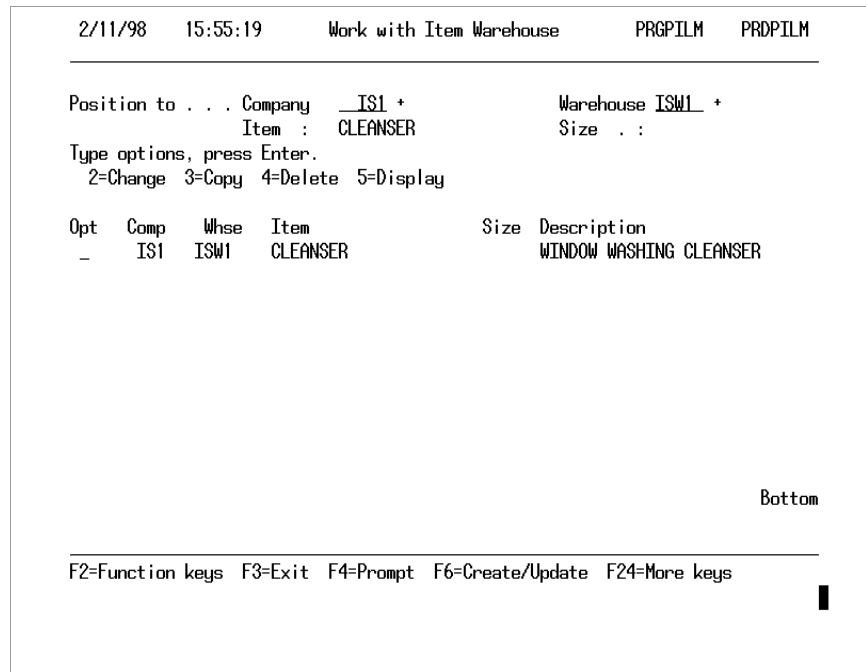 2/11/98 15:55:19 Work with Item Warehouse PRGPILM PRDPILM
Position to . . . Company IS1 + Warehouse ISW1 +
Item : CLEANSER Size . :
Type options, press Enter.
2=Change 3=Copy 4=Delete 5=Display
Opt Comp Whse Item Size Description
_ IS1 ISW1 CLEANSER WINDOW WASHING CLEANSER
Bottom
F2=Function keys F3=Exit F4=Prompt F6=Create/Update F24=More keys